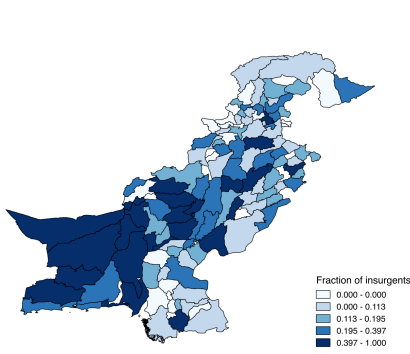 Fraction of insurgents
0.000 - 0.000
0.000 - 0.113
0.113 - 0.195
0.195 - 0.397
0.397 - 1.000